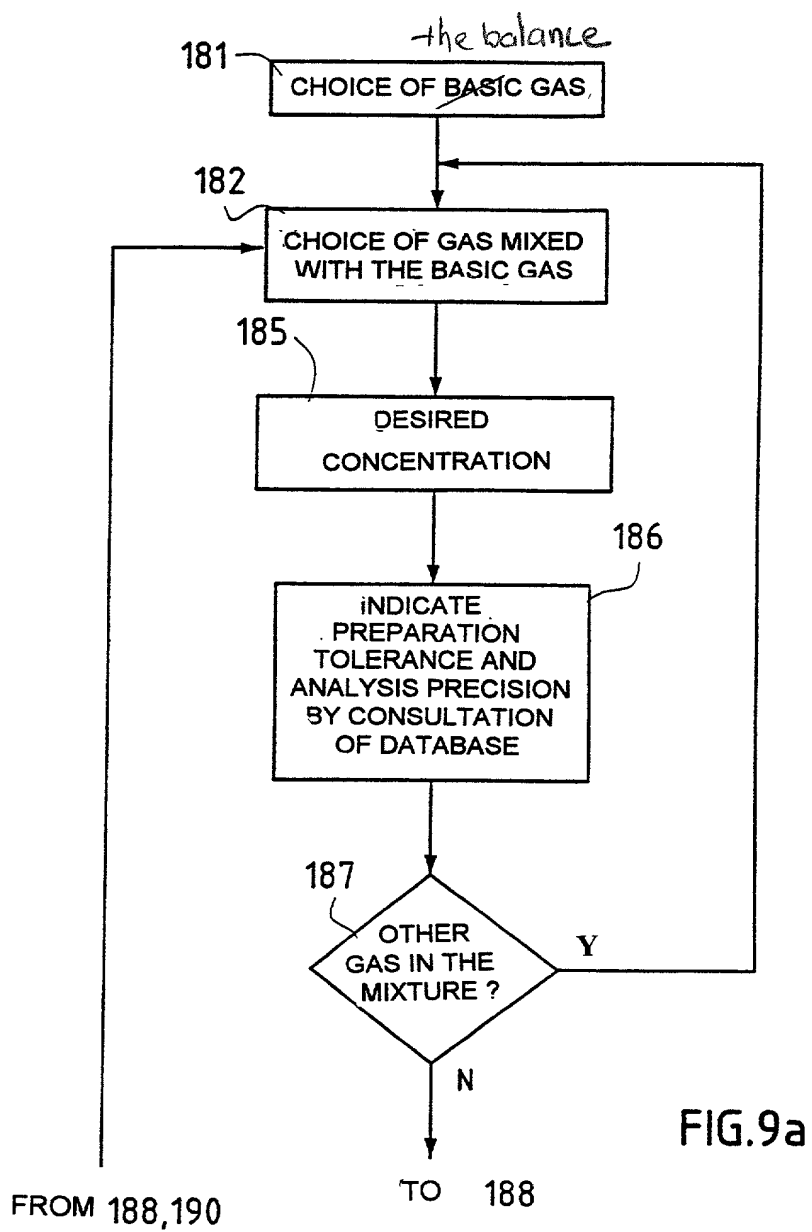 the balance
181
CHOICE OF BASIC GAS
182
CHOICE OF GAS MIXED
WITH THE BASIC GAS
185
DESIRED
CONCENTRATION
186
INDICATE
PREPARATION
TOLERANCE AND
ANALYSIS PRECISION
BY CONSULTATION
OF DATABASE
187
OTHER
GAS IN THE
MIXTURE ?
Y
N
FIG.9a
TO 188
FROM 188,190